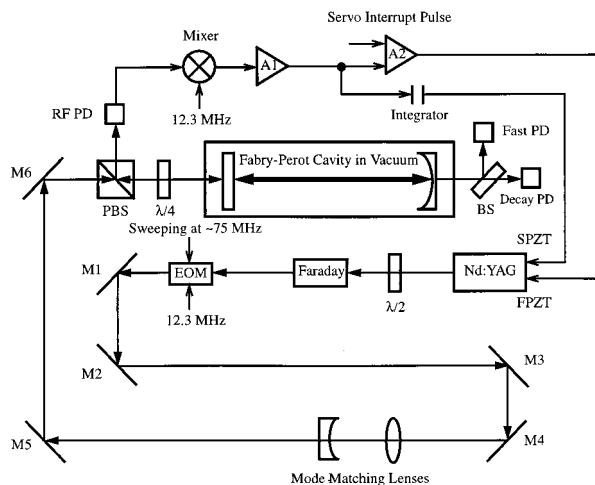 Servo Interrupt Pulse
Mixer
A1
A2
RF PD
12.3 MHz
Integrator
Fast PD
M6
Fabry-Perot Cavity in Vacuum
PBS
λ/4
BS
Decay PD
Sweeping at ~75 MHz
SPZT
M1
EOM
Faraday
Nd:YAG
12.3 MHz
λ/2
FPZT
M2
M3
M5
M4
Mode-Matching Lenses